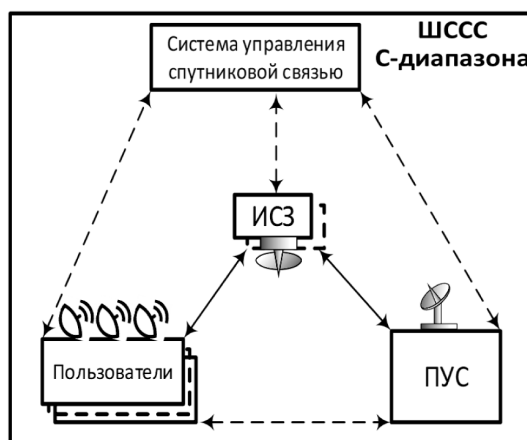 ШССС
С-диапазона
Система управления
спутниковой связью
ИСЗ
Пользователи
ПУС